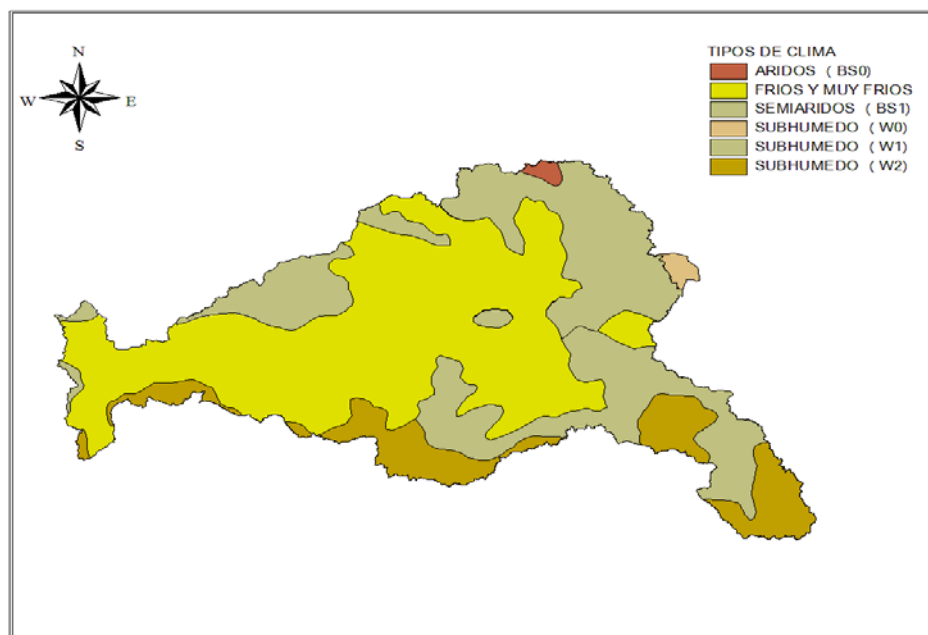 N
W E
S
TIPOS DE CLIMA
ARIDOS ( BS0)
FRIOS Y MUY FRIOS
SEMIARIDOS ( BS1)
SUBHUMEDO ( W0)
SUBHUMEDO ( W1)
SUBHUMEDO ( W2)